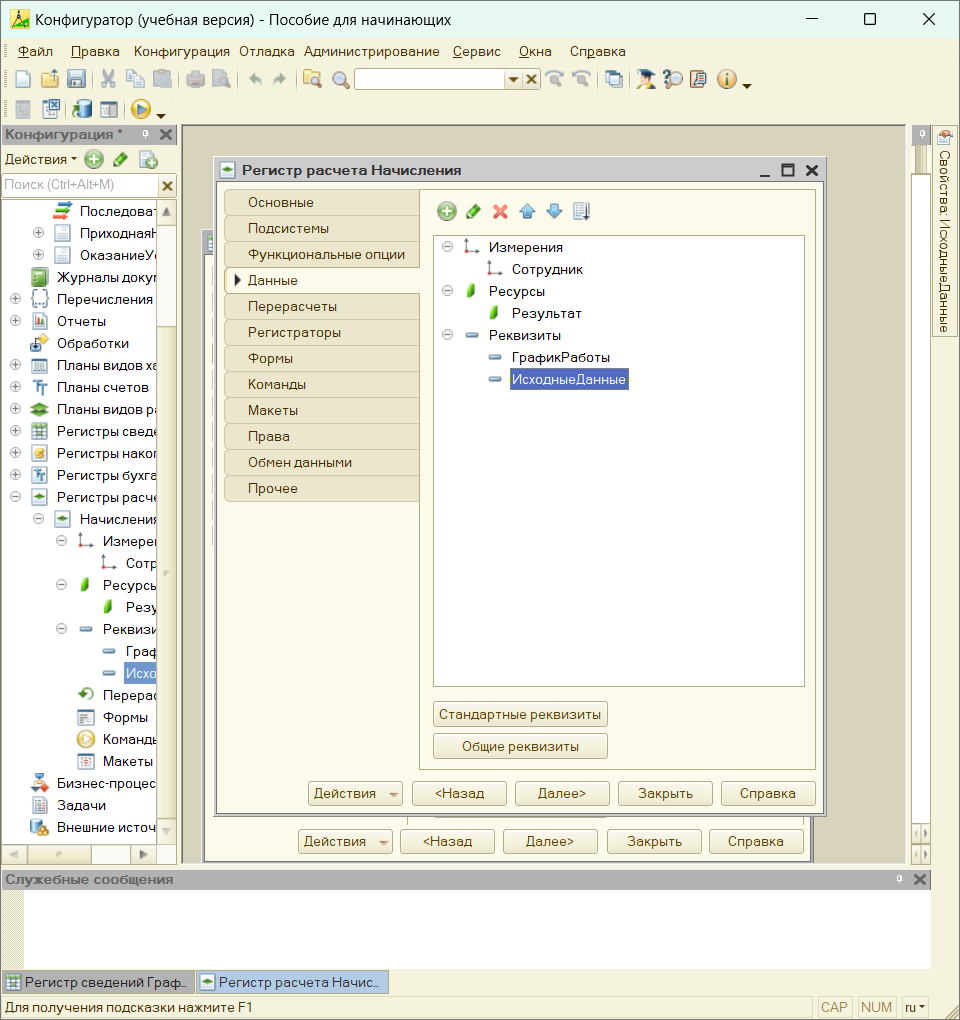 Конфигуратор (учебная версия) - Пособие для начинающих
Файл Правка Конфигурация Отладка Администрирование Сервис Окна Справка
Конфигурация *
Действия
Поиск (Ctrl+Alt+M)
Последоват
ПриходнаяН
ОказаниеУс
Журналы докум
Перечисления
Отчеты
Обработки
Планы видов ха
Планы счетов
Планы видов ра
Регистры сведе
Регистры накоп
Регистры бухга
Регистры расче
Начисления
Измерен
Сотр
Ресурсы
Резу
Реквизи
Граф
Исхо
Перерас
Формы
Команды
Макеты
Бизнес-процес
Задачи
Внешние источ
Регистр расчета Начисления
Основные
Подсистемы
Функциональные опции
Данные
Перерасчеты
Регистраторы
Формы
Команды
Макеты
Права
Обмен данными
Прочее
Измерения
Сотрудник
Ресурсы
Результат
Реквизиты
ГрафикРаботы
ИсходныеДанные
Стандартные реквизиты
Общие реквизиты
Действия <Назад Далее> Закрыть Справка
Действия <Назад Далее> Закрыть Справка
Свойства: ИсходныеДанные
Служебные сообщения
Регистр сведений Граф... Регистр расчета Начис...
Для получения подсказки нажмите F1 CAP NUM ru